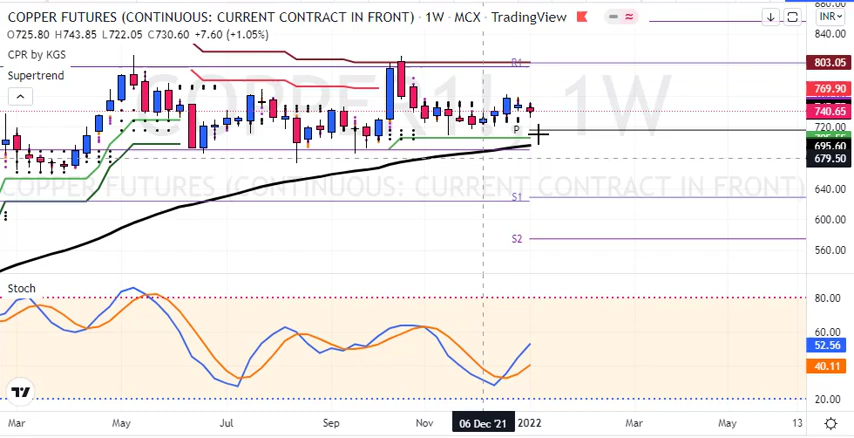 COPPER FUTURES (CONTINUOUS: CURRENT CONTRACT IN FRONT) · 1W · MCX · TradingView
O725.80 H743.85 L722.05 C730.60 +7.60 (+1.05%)
CPR by KGS
Supertrend
INR
COPPER1!, 1W
COPPER FUTURES (CONTINUOUS: CURRENT CONTRACT IN FRONT)
R1
P
S1
S2
840.00
803.05
769.90
740.65
720.00
695.60
679.50
640.00
600.00
560.00
Stoch
80.00
60.00
52.56
40.11
20.00
Mar May Jul Sep Nov 06 Dec '21 2022 Mar May 13